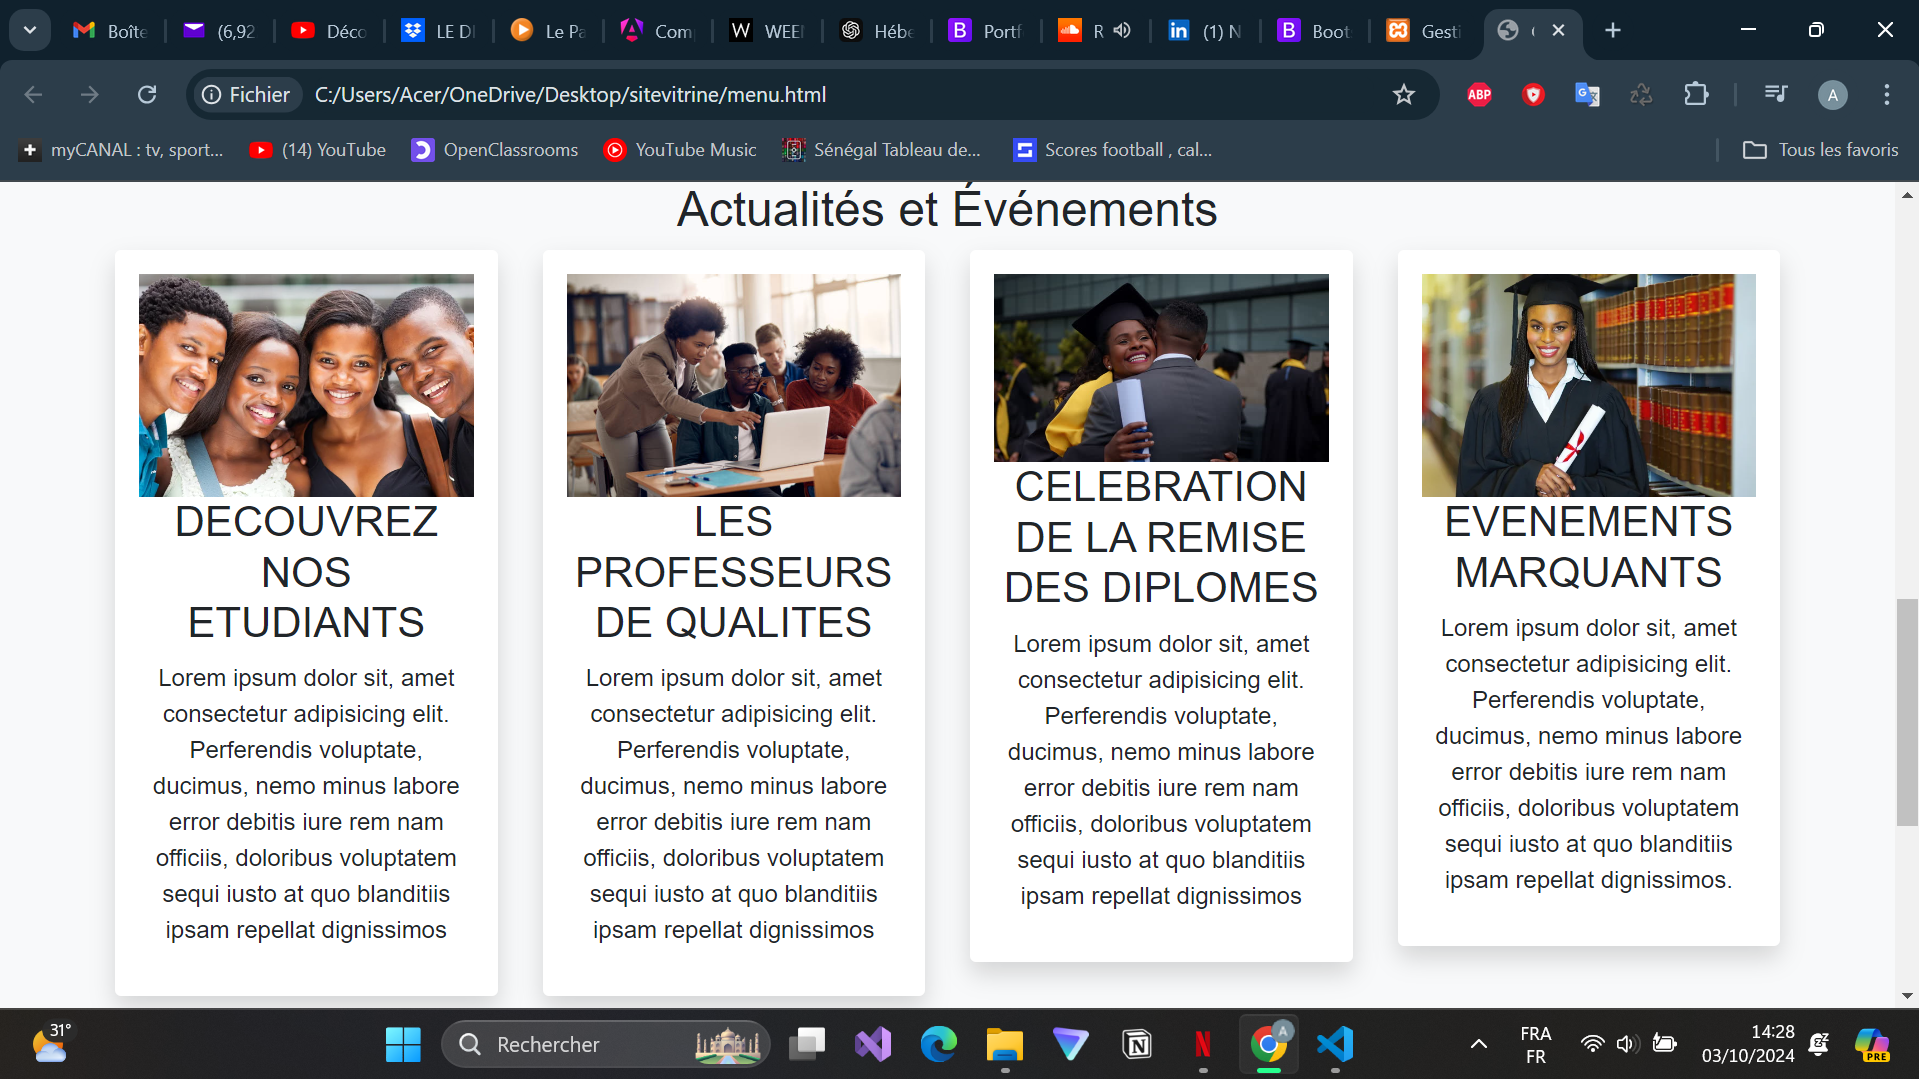 Boîte
(6,92
Déco
LE DI
Le Pa
Com
W WEE
Hébe
B Portf
R
in (1) N
B Boot
Gesti
Fichier
C:/Users/Acer/OneDrive/Desktop/sitevitrine/menu.html
ABP
A
myCANAL : tv, sport...
(14) YouTube
OpenClassrooms
YouTube Music
Sénégal Tableau de...
Scores football , cal...
Tous les favoris
Actualités et Événements
DECOUVREZ
NOS
ETUDIANTS
Lorem ipsum dolor sit, amet
consectetur adipisicing elit.
Perferendis voluptate,
ducimus, nemo minus labore
error debitis iure rem nam
officiis, doloribus voluptatem
sequi iusto at quo blanditiis
ipsam repellat dignissimos
LES
PROFESSEURS
DE QUALITES
Lorem ipsum dolor sit, amet
consectetur adipisicing elit.
Perferendis voluptate,
ducimus, nemo minus labore
error debitis iure rem nam
officiis, doloribus voluptatem
sequi iusto at quo blanditiis
ipsam repellat dignissimos
CELEBRATION
DE LA REMISE
DES DIPLOMES
Lorem ipsum dolor sit, amet
consectetur adipisicing elit.
Perferendis voluptate,
ducimus, nemo minus labore
error debitis iure rem nam
officiis, doloribus voluptatem
sequi iusto at quo blanditiis
ipsam repellat dignissimos
EVENEMENTS
MARQUANTS
Lorem ipsum dolor sit, amet
consectetur adipisicing elit.
Perferendis voluptate,
ducimus, nemo minus labore
error debitis iure rem nam
officiis, doloribus voluptatem
sequi iusto at quo blanditiis
ipsam repellat dignissimos.
31°
Rechercher
A
FRA
FR
14:28
03/10/2024
PRE